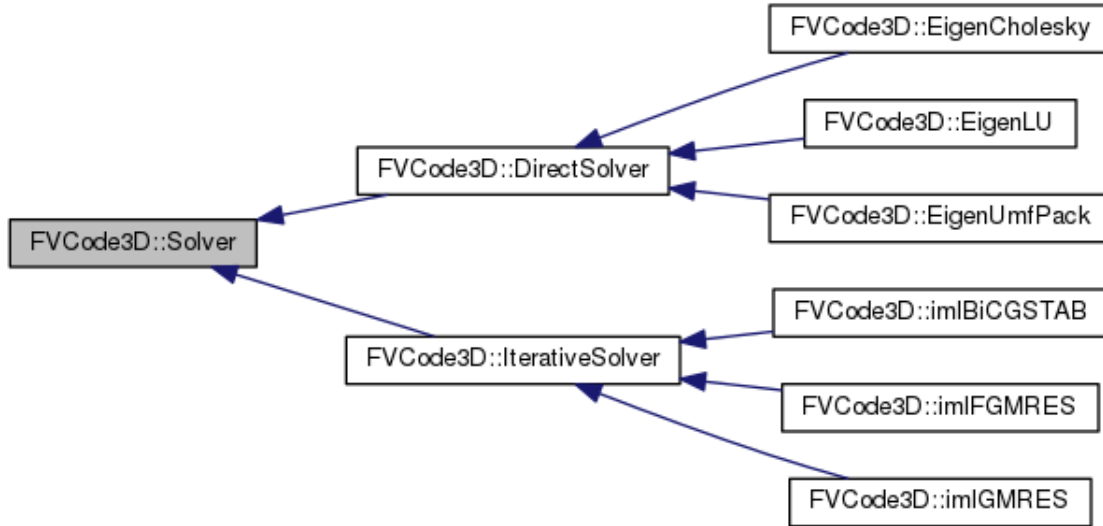 FVCode3D::EigenCholesky
FVCode3D::EigenLU
FVCode3D::DirectSolver
FVCode3D::EigenUmfPack
FVCode3D::Solver
FVCode3D::imlBiCGSTAB
FVCode3D::IterativeSolver
FVCode3D::imlFGMRES
FVCode3D::imlGMRES